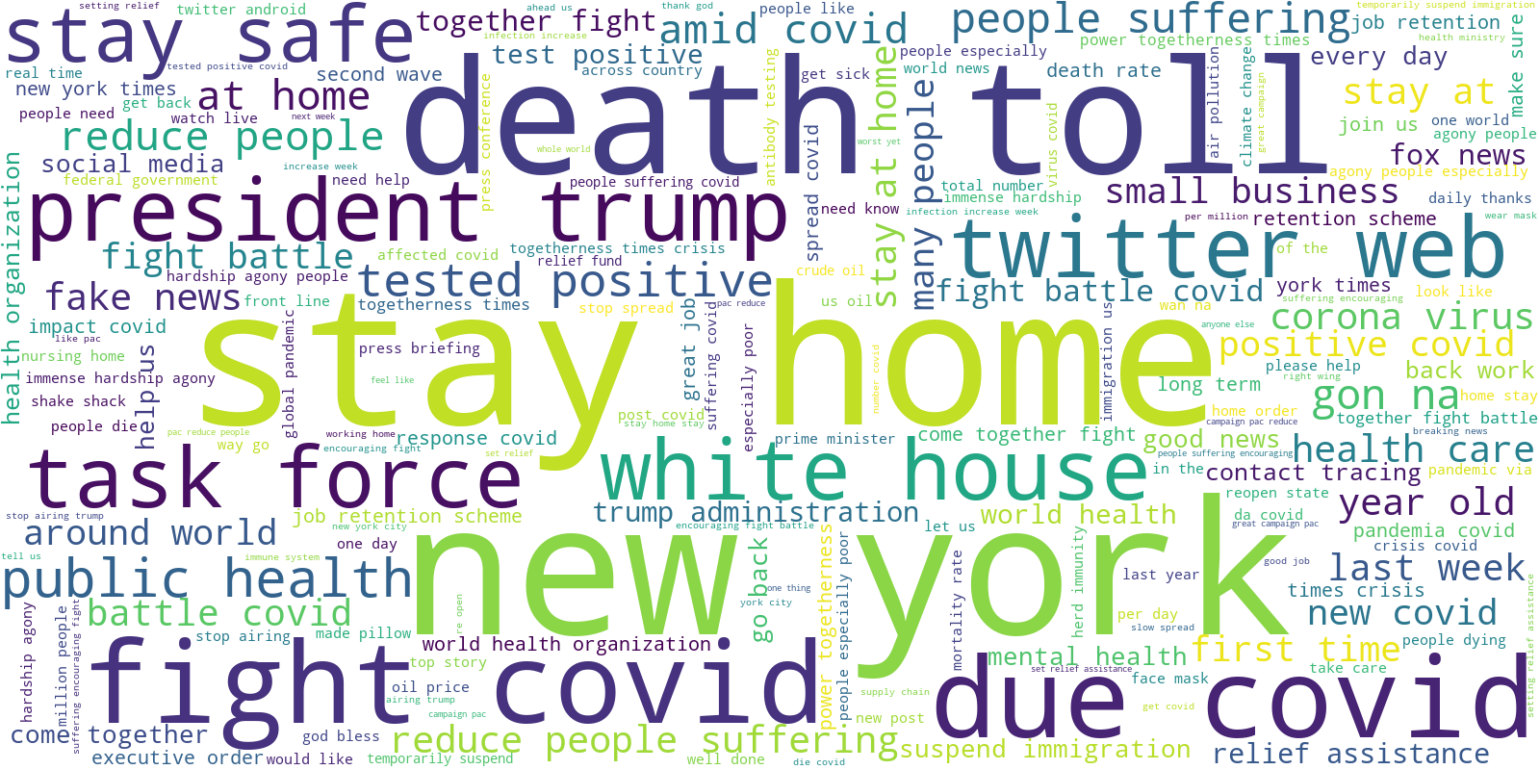 setting relief
twitter android
stay safe
together fight
ahead us
thank god
infection increase
people like
amid covid
people suffering
temporarily suspend immigration
job retention
make sure
tested positive covid
test positive
people especially
power togetherness times
health ministry
real time
second wave
across country
antibody testing
get sick
world news
death rate
air pollution
every day
new york times
get back
at home
press conference
death toll
stay at home
many people
virus covid
climate change
great campaign
stay at
people need
watch live
next week
join us
one world
agony people
reduce people
whole world
worst yet
spread covid
fox news
social media
increase week
health organization
federal government
need help
people suffering covid
total number
immense hardship
agony people especially
small business
daily thanks
president trump
need know
infection increase week
per million
retention scheme
wear mask
fight battle
affected covid
togetherness times crisis
relief fund
twitter web
of the
hardship agony people
tested positive
crude oil
fake news
front line
togetherness times
stop spread
pac reduce
us oil
fight battle covid
york times
suffering encouraging
look like
impact covid
like pac
global pandemic
great job
suffering covid
wan na
immigration us
anyone else
corona virus
nursing home
press briefing
stay home
especially poor
number covid
positive covid
please help
right wing
back work
immense hardship agony
help us
feel like
long term
gon na
home stay
shake shack
post covid
home order
people die
pac reduce people
stay home stay
campaign pac reduce
together fight battle
way go
working home
response covid
prime minister
come together fight
good news
breaking news
encouraging fight
set relief
people suffering encouraging
health care
task force
white house
in the
contact tracing
pandemic via
reopen state
year old
stop airing trump
job retention scheme
trump administration
world health
da covid
great campaign pac
around world
new york city
encouraging fight battle
let us
pandemia covid
tell us
immune system
one day
new york
go back
power togetherness
people especially poor
mortality rate
herd immunity
good job
crisis covid
public health
last year
last week
one thing
times crisis
battle covid
re open
york city
per day
new covid
setting relief assistance
hardship agony
million people
suffering encouraging fight
stop airing
made pillow
slow spread
world health organization
first time
people dying
fight covid
top story
mental health
set relief assistance
take care
oil price
supply chain
due covid
face mask
airing trump
get covid
campaign pac
new post
come together
god bless
reduce people suffering
suspend immigration
relief assistance
executive order
would like
temporarily suspend
well done
die covid